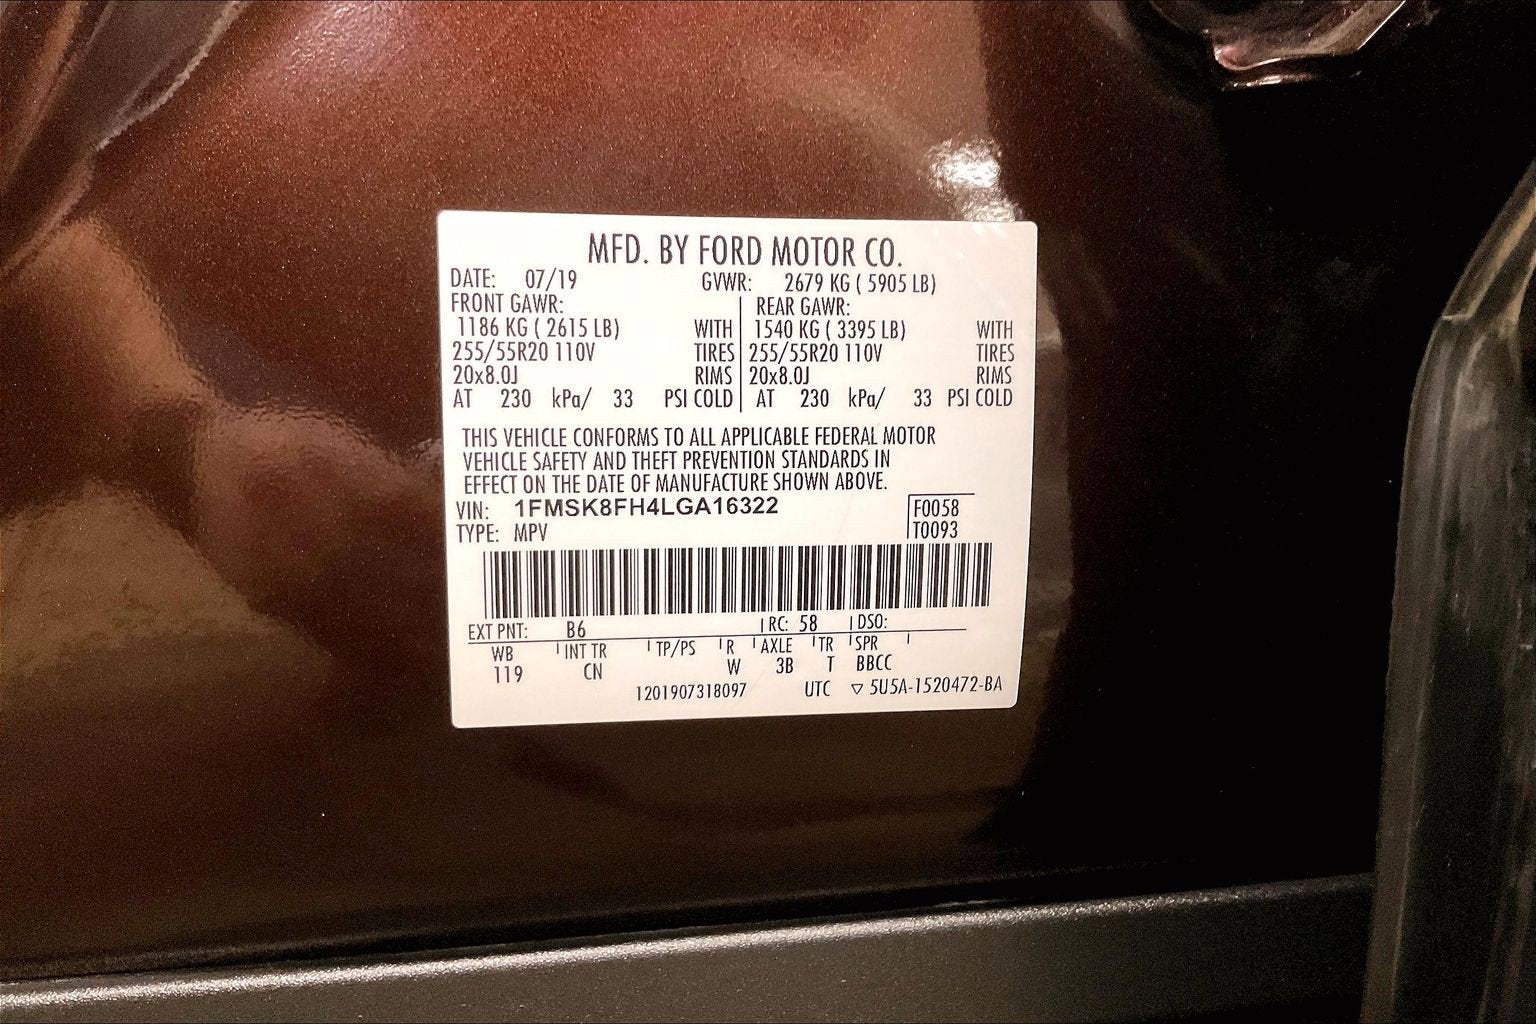 MFD. BY FORD MOTOR CO.
DATE: 07/19 GVWR: 2679 KG ( 5905 LB)
FRONT GAWR: REAR GAWR:
1186 KG ( 2615 LB) WITH 1540 KG ( 3395 LB) WITH
255/55R20 110V TIRES 255/55R20 110V TIRES
20x8.0J RIMS 20x8.0J RIMS
AT 230 kPa/ 33 PSI COLD AT 230 kPa/ 33 PSI COLD
THIS VEHICLE CONFORMS TO ALL APPLICABLE FEDERAL MOTOR
VEHICLE SAFETY AND THEFT PREVENTION STANDARDS IN
EFFECT ON THE DATE OF MANUFACTURE SHOWN ABOVE.
VIN: 1FMSK8FH4LGA16322 F0058
TYPE: MPV T0093
EXT PNT: B6 RC: 58 DSO:
WB INT TR TP/PS R AXLE TR SPR
119 CN W 3B T BBCC
1201907318097 UTC ▽ 5U5A-1520472-BA